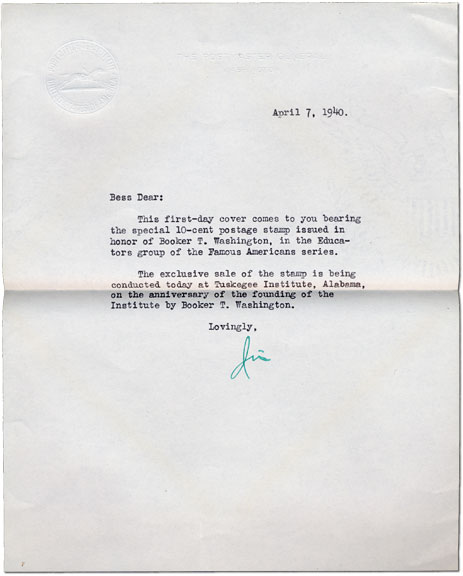 THE POSTMASTER GENERAL
April 7, 1940.
Bess Dear:
This first-day cover comes to you bearing
the special 10-cent postage stamp issued in
honor of Booker T. Washington, in the Educa-
tors group of the Famous Americans series.
The exclusive sale of the stamp is being
conducted today at Tuskegee Institute, Alabama,
on the anniversary of the founding of the
Institute by Booker T. Washington.
Lovingly,
Jim